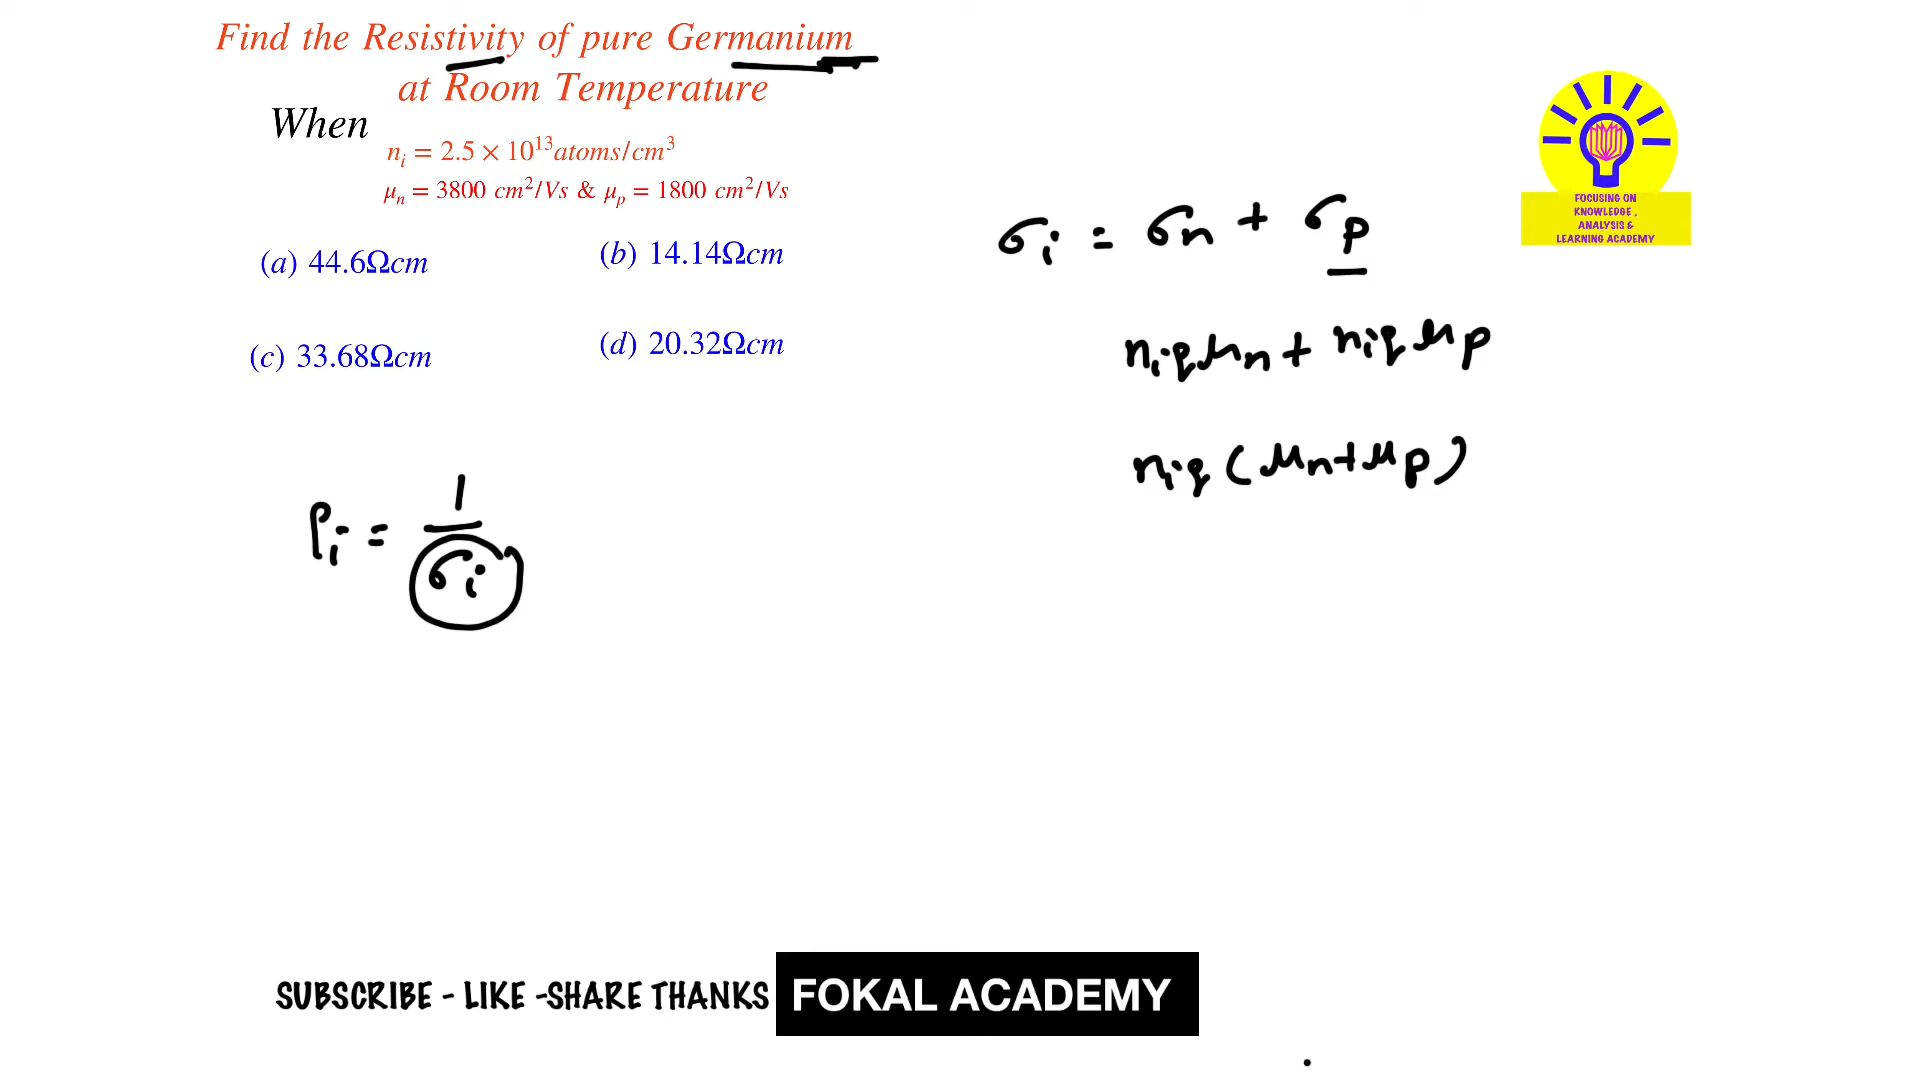 Find the Resistivity of pure Germanium
at Room Temperature
When
nᵢ = 2.5 × 10¹³atoms/cm³
μₙ = 3800 cm²/Vs & μₚ = 1800 cm²/Vs
(a) 44.6Ωcm
(b) 14.14Ωcm
(c) 33.68Ωcm
(d) 20.32Ωcm
σᵢ = σn + σp
nᵢqμn + nᵢqμp
nᵢq(μn+μp)
ρᵢ = 1/σᵢ
FOCUSING ON
KNOWLEDGE ,
ANALYSIS &
LEARNING ACADEMY
SUBSCRIBE - LIKE -SHARE THANKS
FOKAL ACADEMY